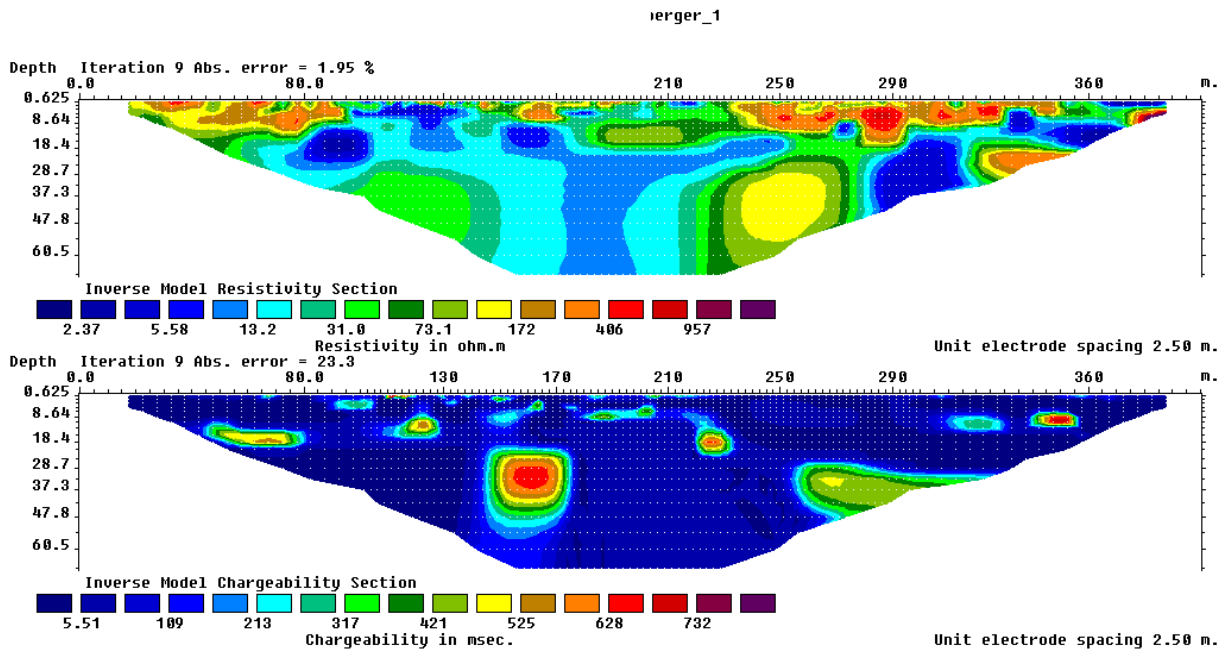 erger_1
Depth Iteration 9 Abs. error = 1.95 %
0.0 80.0 210 290 360 m.
0.625
8.64
18.4
28.7
37.3
47.8
60.5
Inverse Model Resistivity Section
2.37 5.58 13.2 31.0 73.1 172 406 957
Resistivity in ohm.m
Unit electrode spacing 2.50 m.
Depth Iteration 9 Abs. error = 23.3
0.0 80.0 130 170 210 250 290 360 m.
0.625
8.64
18.4
28.7
37.3
47.8
60.5
Inverse Model Chargeability Section
5.51 109 213 317 421 525 628 732
Chargeability in msec.
Unit electrode spacing 2.50 m.